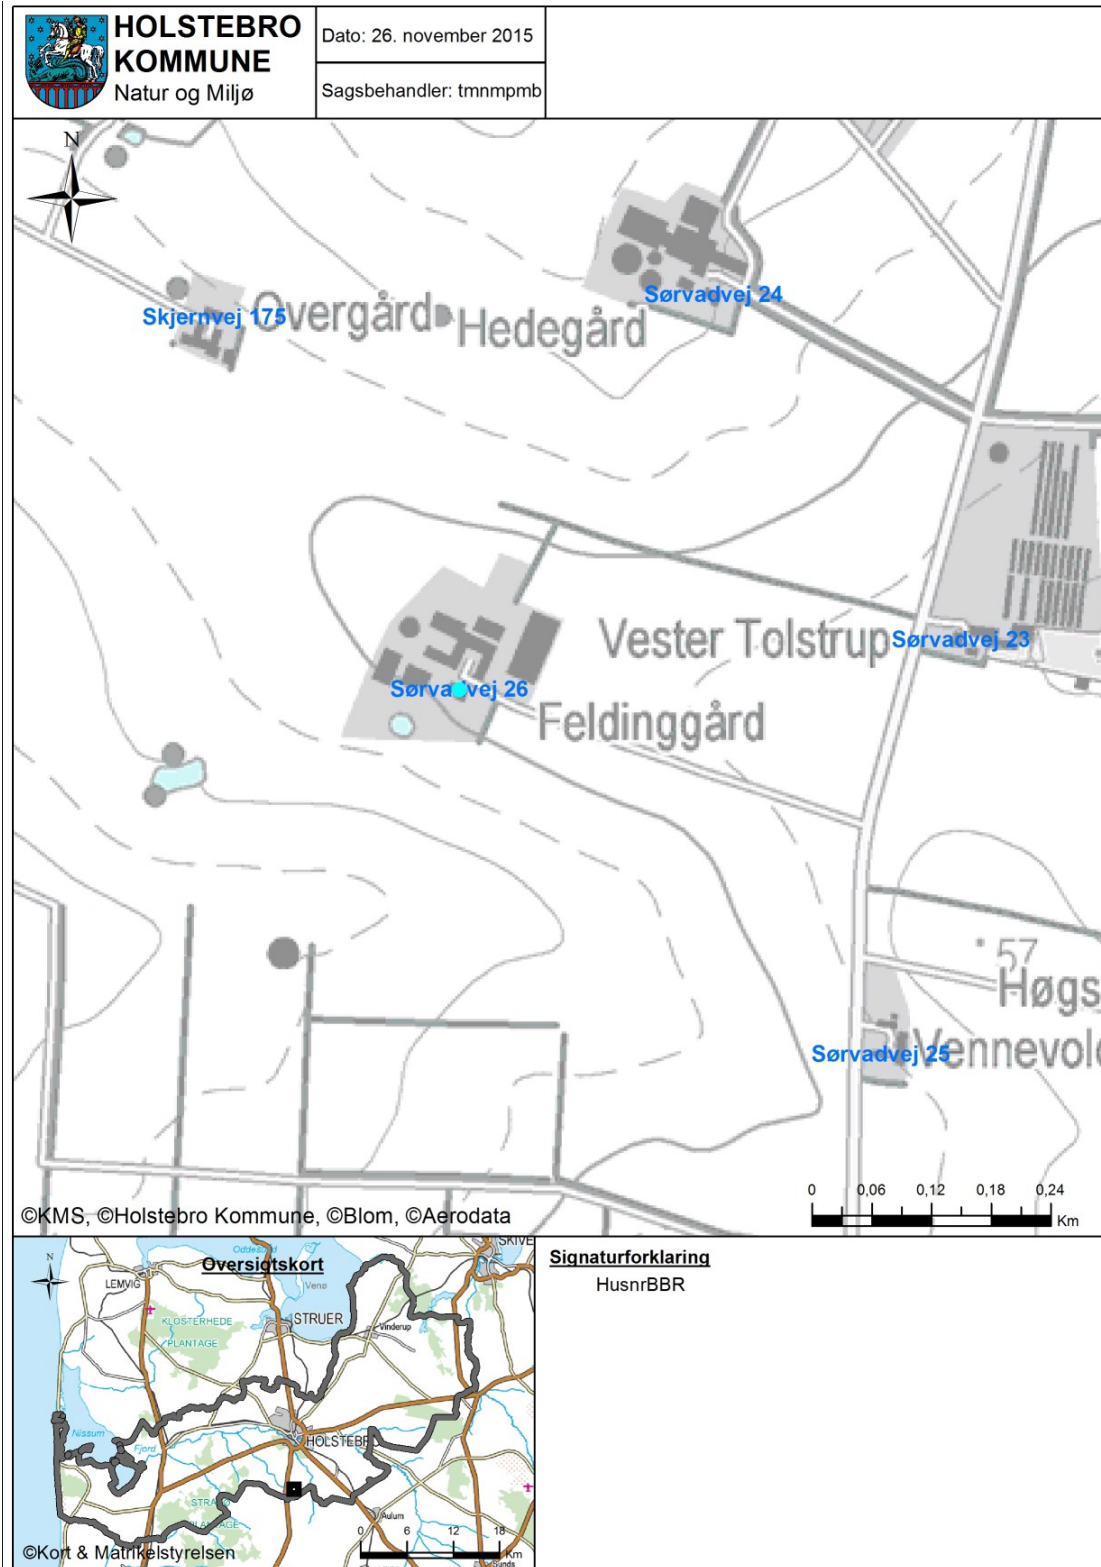 HOLSTEBRO
KOMMUNE
Natur og Miljø
Dato: 26. november 2015
Sagsbehandler: tmnmpmb
N
Sørvadvej 24
Skjernvej 175
Overgård
Hedegård
Vester Tolstrup
Sørvadvej 23
Sørvadvej 26
Feldinggård
57
Høgs
Sørvadvej 25
Vennevol
0 0,06 0,12 0,18 0,24
Km
©KMS, ©Holstebro Kommune, ©Blom, ©Aerodata
Oversigtskort
N
Oddesund
SKIVE
LEMVIG
Venø
KLOSTERHEDE
PLANTAGE
STRUER
Vinderup
Nissum
Fjord
HOLSTEBR
Aulum
0 6 12 18
Km
©Kort & Matrikelstyrelsen
Signaturforklaring
HusnrBBR